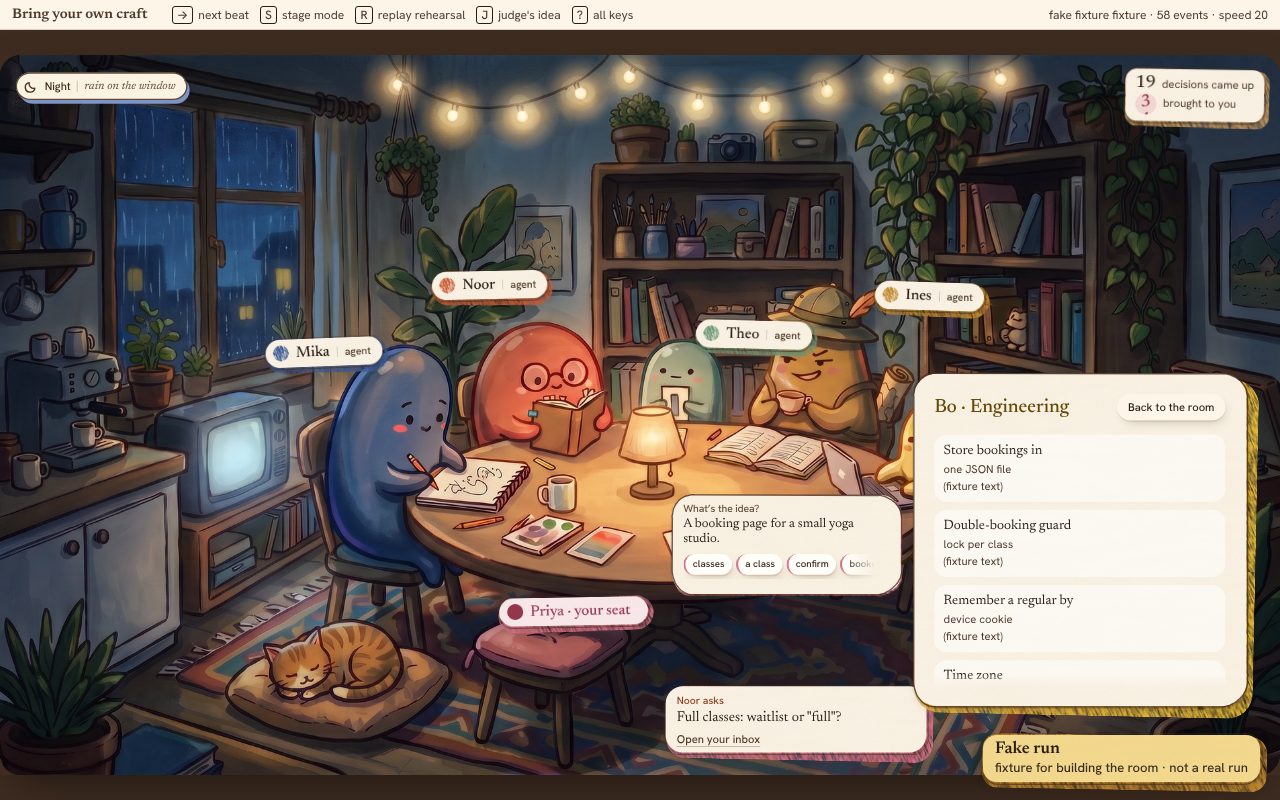 Bring your own craft
→ next beat S stage mode R replay rehearsal J judge's idea ? all keys
fake fixture fixture · 58 events · speed 20
Night rain on the window
19 decisions came up
3 brought to you
Noor agent
Ines agent
Theo agent
Mika agent
Bo · Engineering
Back to the room
Store bookings in
one JSON file
(fixture text)
Double-booking guard
lock per class
(fixture text)
Remember a regular by
device cookie
(fixture text)
Time zone
What's the idea?
A booking page for a small yoga
studio.
classes a class confirm book
Priya · your seat
Noor asks
Full classes: waitlist or "full"?
Open your inbox
Fake run
fixture for building the room · not a real run